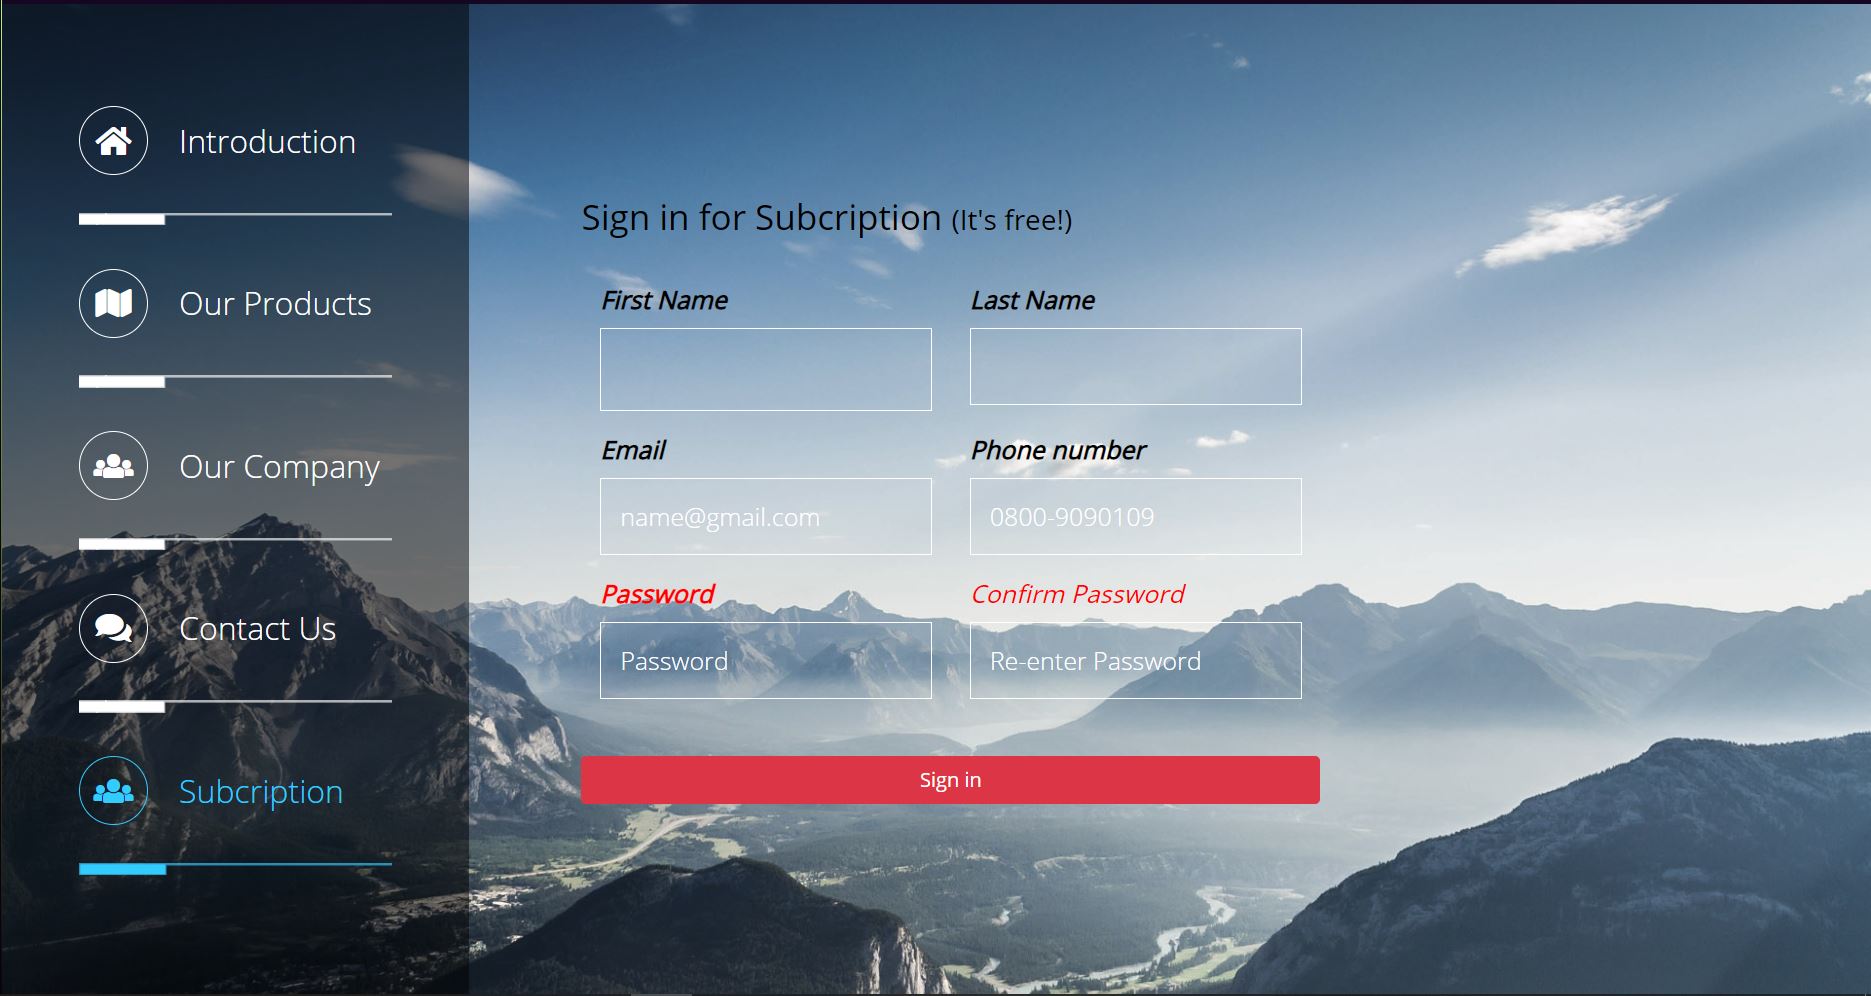 Introduction
Our Products
Our Company
Contact Us
Subcription
Sign in for Subcription (It's free!)
First Name
Last Name
Email
Phone number
name@gmail.com
0800-9090109
Password
Confirm Password
Password
Re-enter Password
Sign in